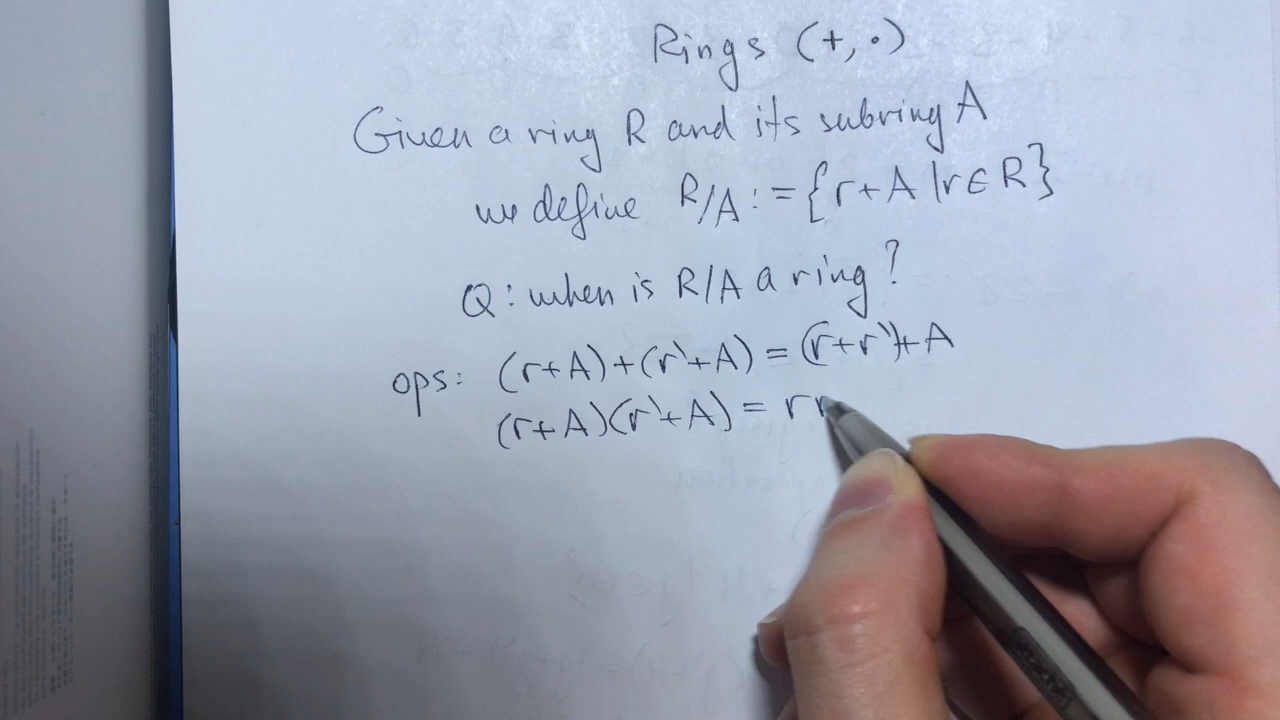 Rings (+, ·)
Given a ring R and its subring A
we define R/A := {r+A | r∈R}
Q: when is R/A a ring?
ops: (r+A)+(r'+A) = (r+r')+A
(r+A)(r'+A) = rr